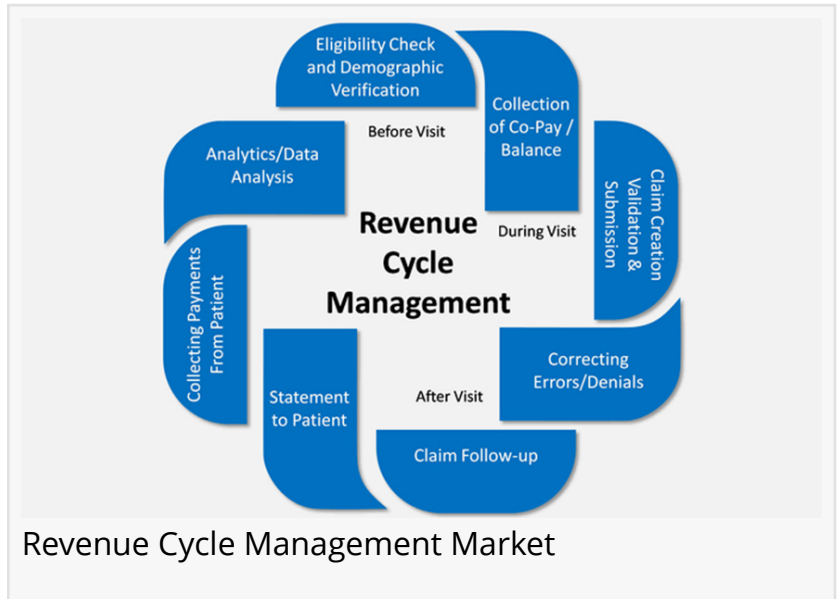 Eligibility Check
and Demographic
Verification
Before Visit
Collection
of Co-Pay /
Balance
During Visit
Claim Creation
Validation &
Submission
Correcting
Errors/Denials
After Visit
Claim Follow-up
Statement
to Patient
Collecting Payments
From Patient
Analytics/Data
Analysis
Revenue
Cycle
Management
Revenue Cycle Management Market